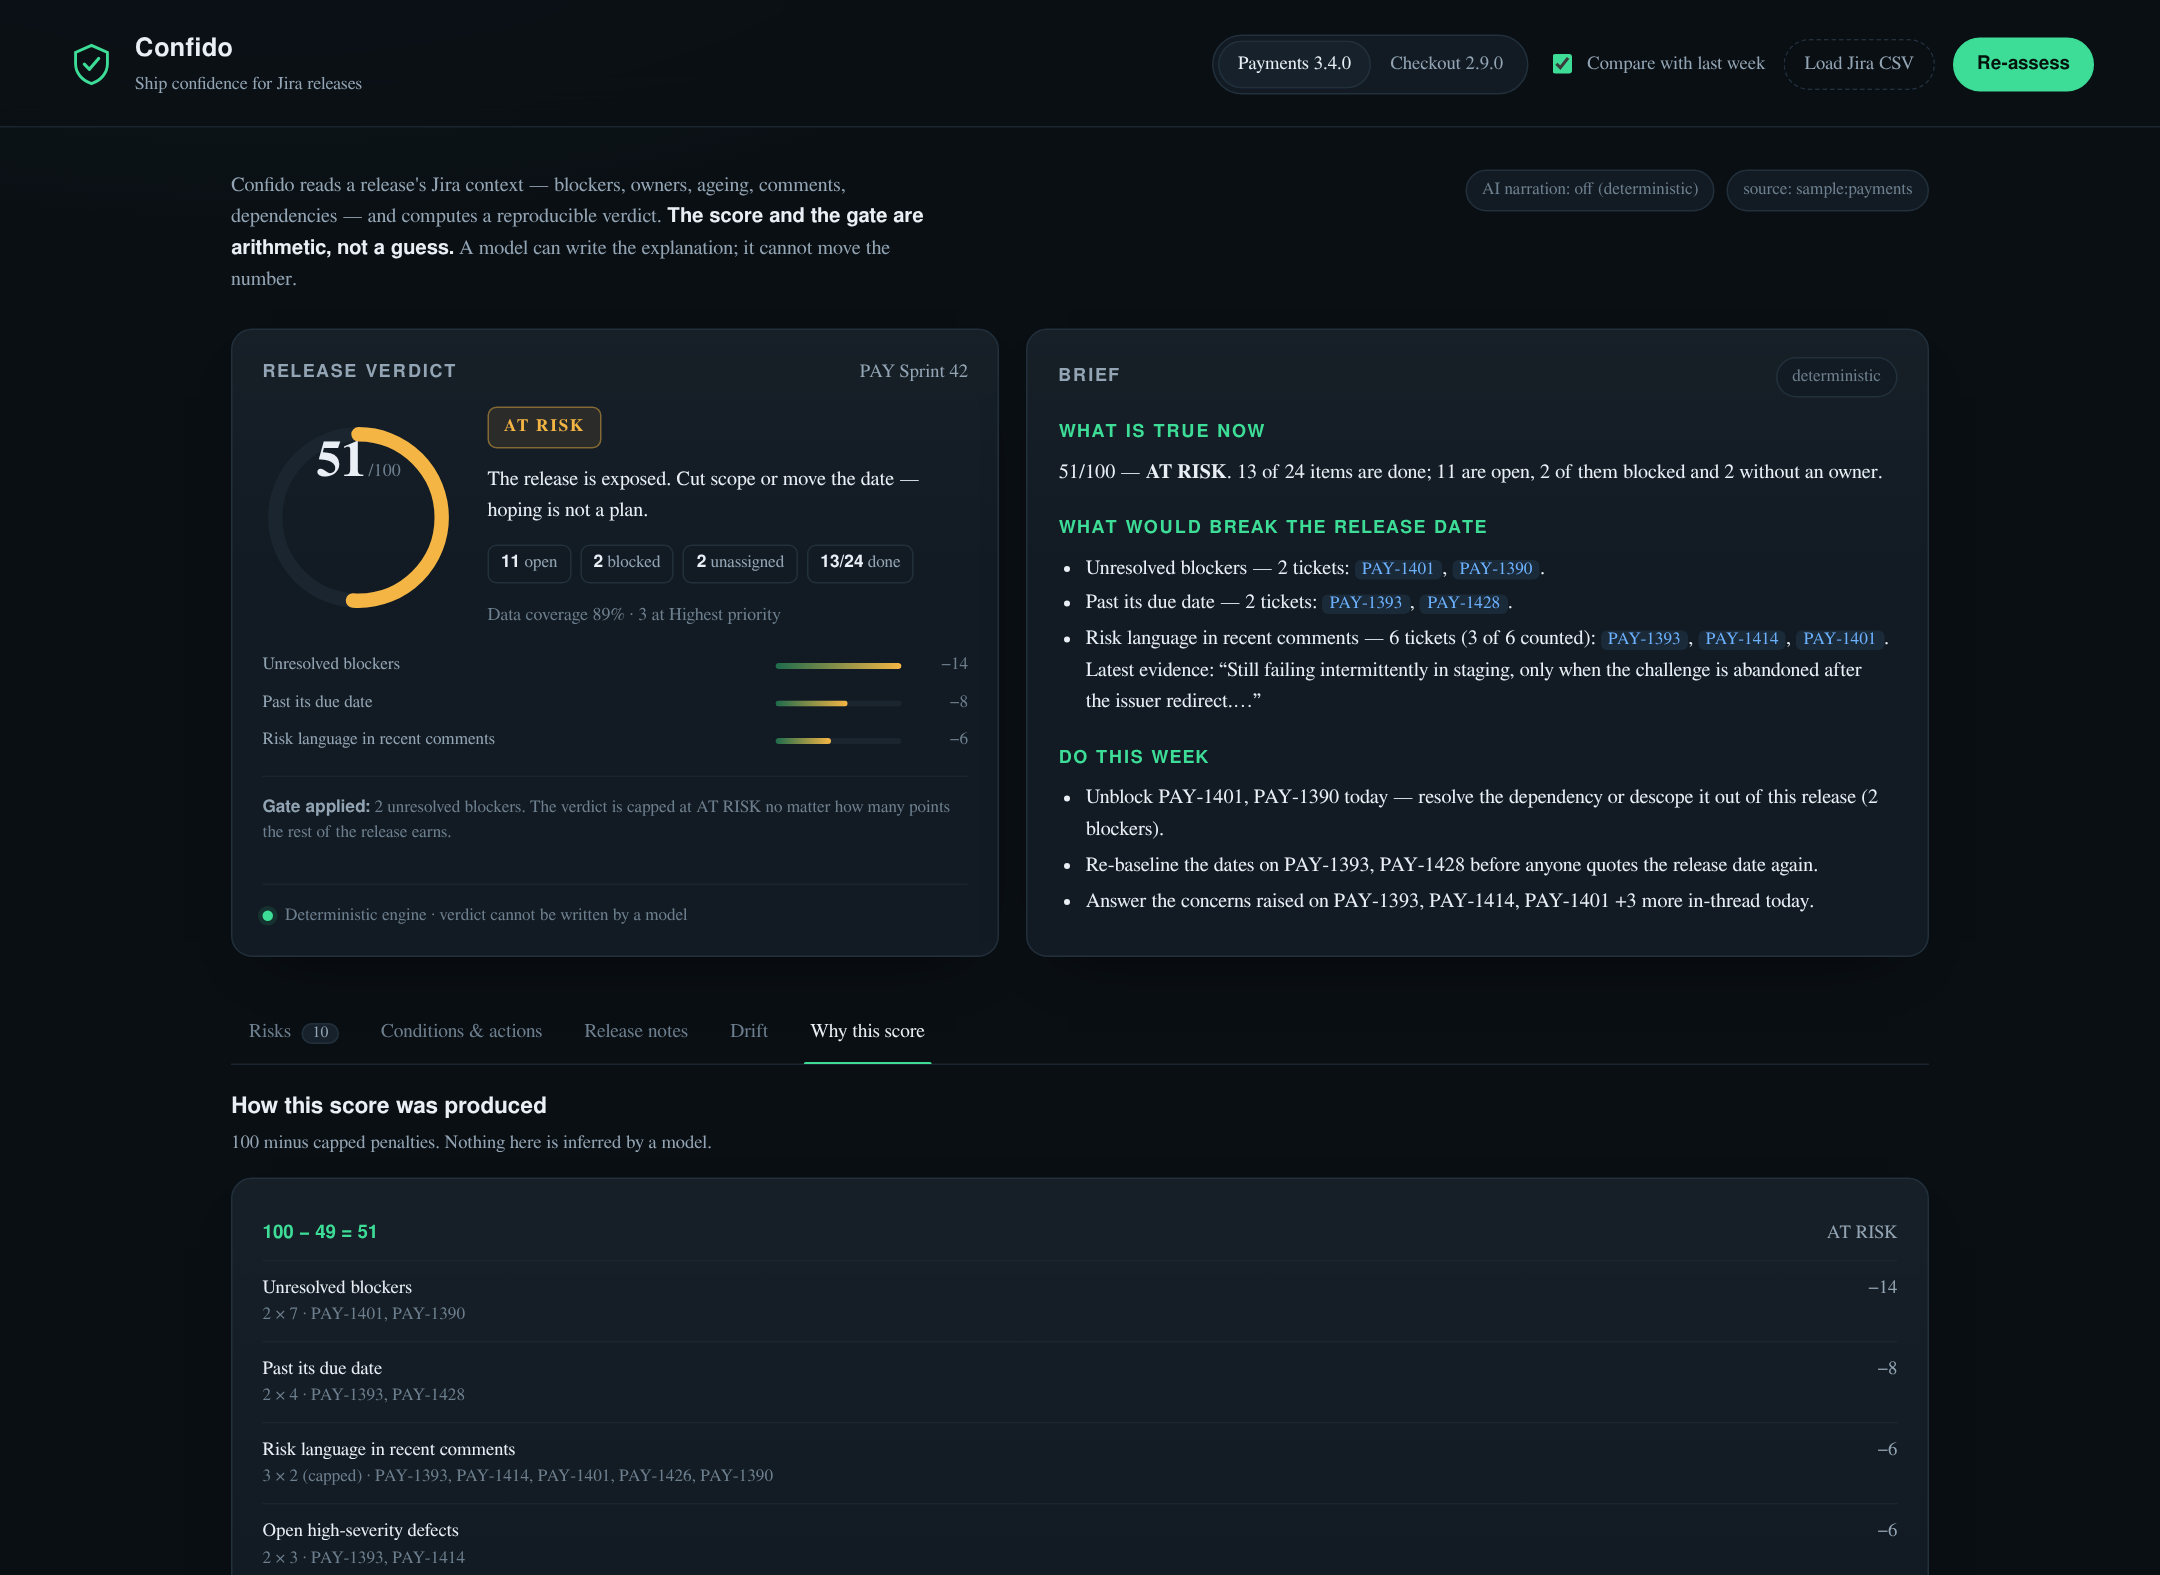 Confido
Ship confidence for Jira releases
Payments 3.4.0
Checkout 2.9.0
Compare with last week
Load Jira CSV
Re-assess
Confido reads a release's Jira context — blockers, owners, ageing, comments,
dependencies — and computes a reproducible verdict. The score and the gate are
arithmetic, not a guess. A model can write the explanation; it cannot move the
number.
AI narration: off (deterministic)
source: sample:payments
RELEASE VERDICT
PAY Sprint 42
51/100
AT RISK
The release is exposed. Cut scope or move the date —
hoping is not a plan.
11 open
2 blocked
2 unassigned
13/24 done
Data coverage 89% · 3 at Highest priority
Unresolved blockers −14
Past its due date −8
Risk language in recent comments −6
Gate applied: 2 unresolved blockers. The verdict is capped at AT RISK no matter how many points
the rest of the release earns.
Deterministic engine · verdict cannot be written by a model
BRIEF
deterministic
WHAT IS TRUE NOW
51/100 — AT RISK. 13 of 24 items are done; 11 are open, 2 of them blocked and 2 without an owner.
WHAT WOULD BREAK THE RELEASE DATE
• Unresolved blockers — 2 tickets: PAY-1401, PAY-1390.
• Past its due date — 2 tickets: PAY-1393, PAY-1428.
• Risk language in recent comments — 6 tickets (3 of 6 counted): PAY-1393, PAY-1414, PAY-1401.
Latest evidence: “Still failing intermittently in staging, only when the challenge is abandoned after
the issuer redirect.…”
DO THIS WEEK
• Unblock PAY-1401, PAY-1390 today — resolve the dependency or descope it out of this release (2
blockers).
• Re-baseline the dates on PAY-1393, PAY-1428 before anyone quotes the release date again.
• Answer the concerns raised on PAY-1393, PAY-1414, PAY-1401 +3 more in-thread today.
Risks 10
Conditions & actions
Release notes
Drift
Why this score
How this score was produced
100 minus capped penalties. Nothing here is inferred by a model.
100 − 49 = 51
AT RISK
Unresolved blockers −14
2 × 7 · PAY-1401, PAY-1390
Past its due date −8
2 × 4 · PAY-1393, PAY-1428
Risk language in recent comments −6
3 × 2 (capped) · PAY-1393, PAY-1414, PAY-1401, PAY-1426, PAY-1390
Open high-severity defects −6
2 × 3 · PAY-1393, PAY-1414